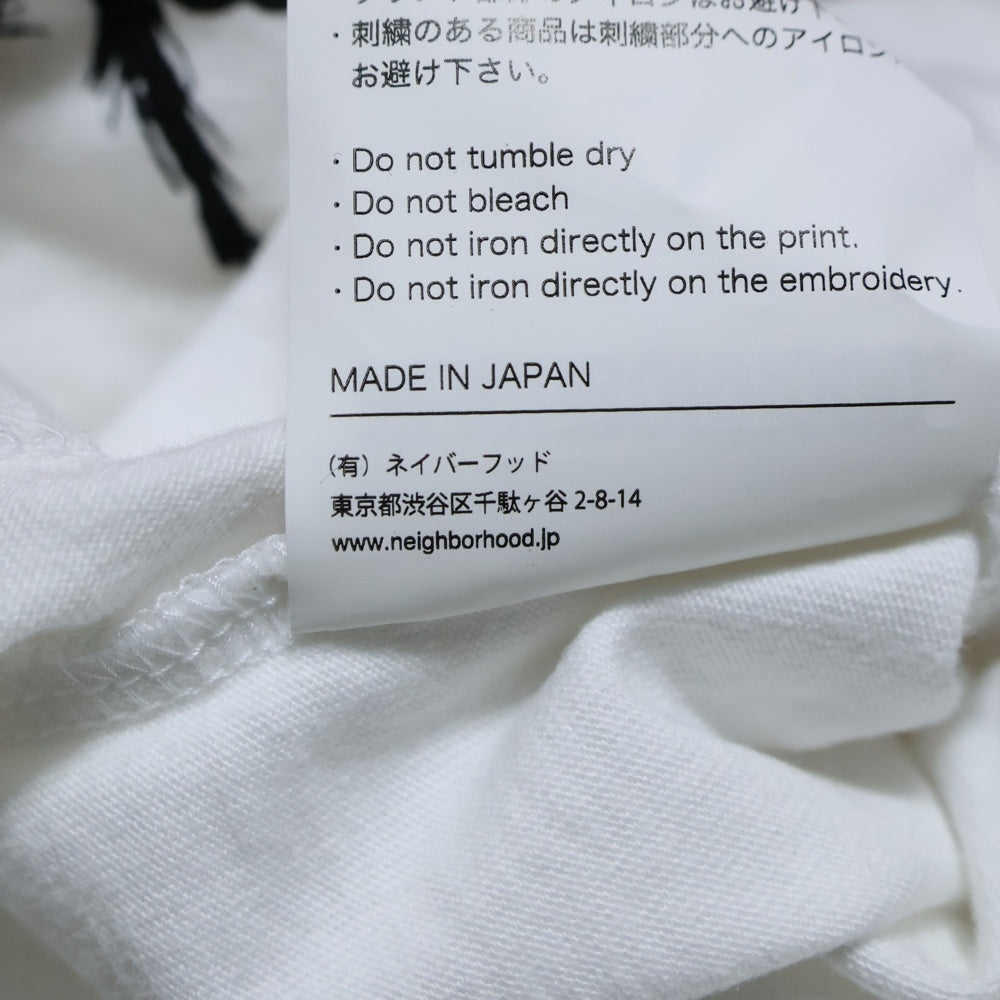 ・刺繍のある商品は刺繍部分へのアイロン
お避け下さい。
・Do not tumble dry
・Do not bleach
・Do not iron directly on the print.
・Do not iron directly on the embroidery.
MADE IN JAPAN
（有）ネイバーフッド
東京都渋谷区千駄ヶ谷 2-8-14
www.neighborhood.jp